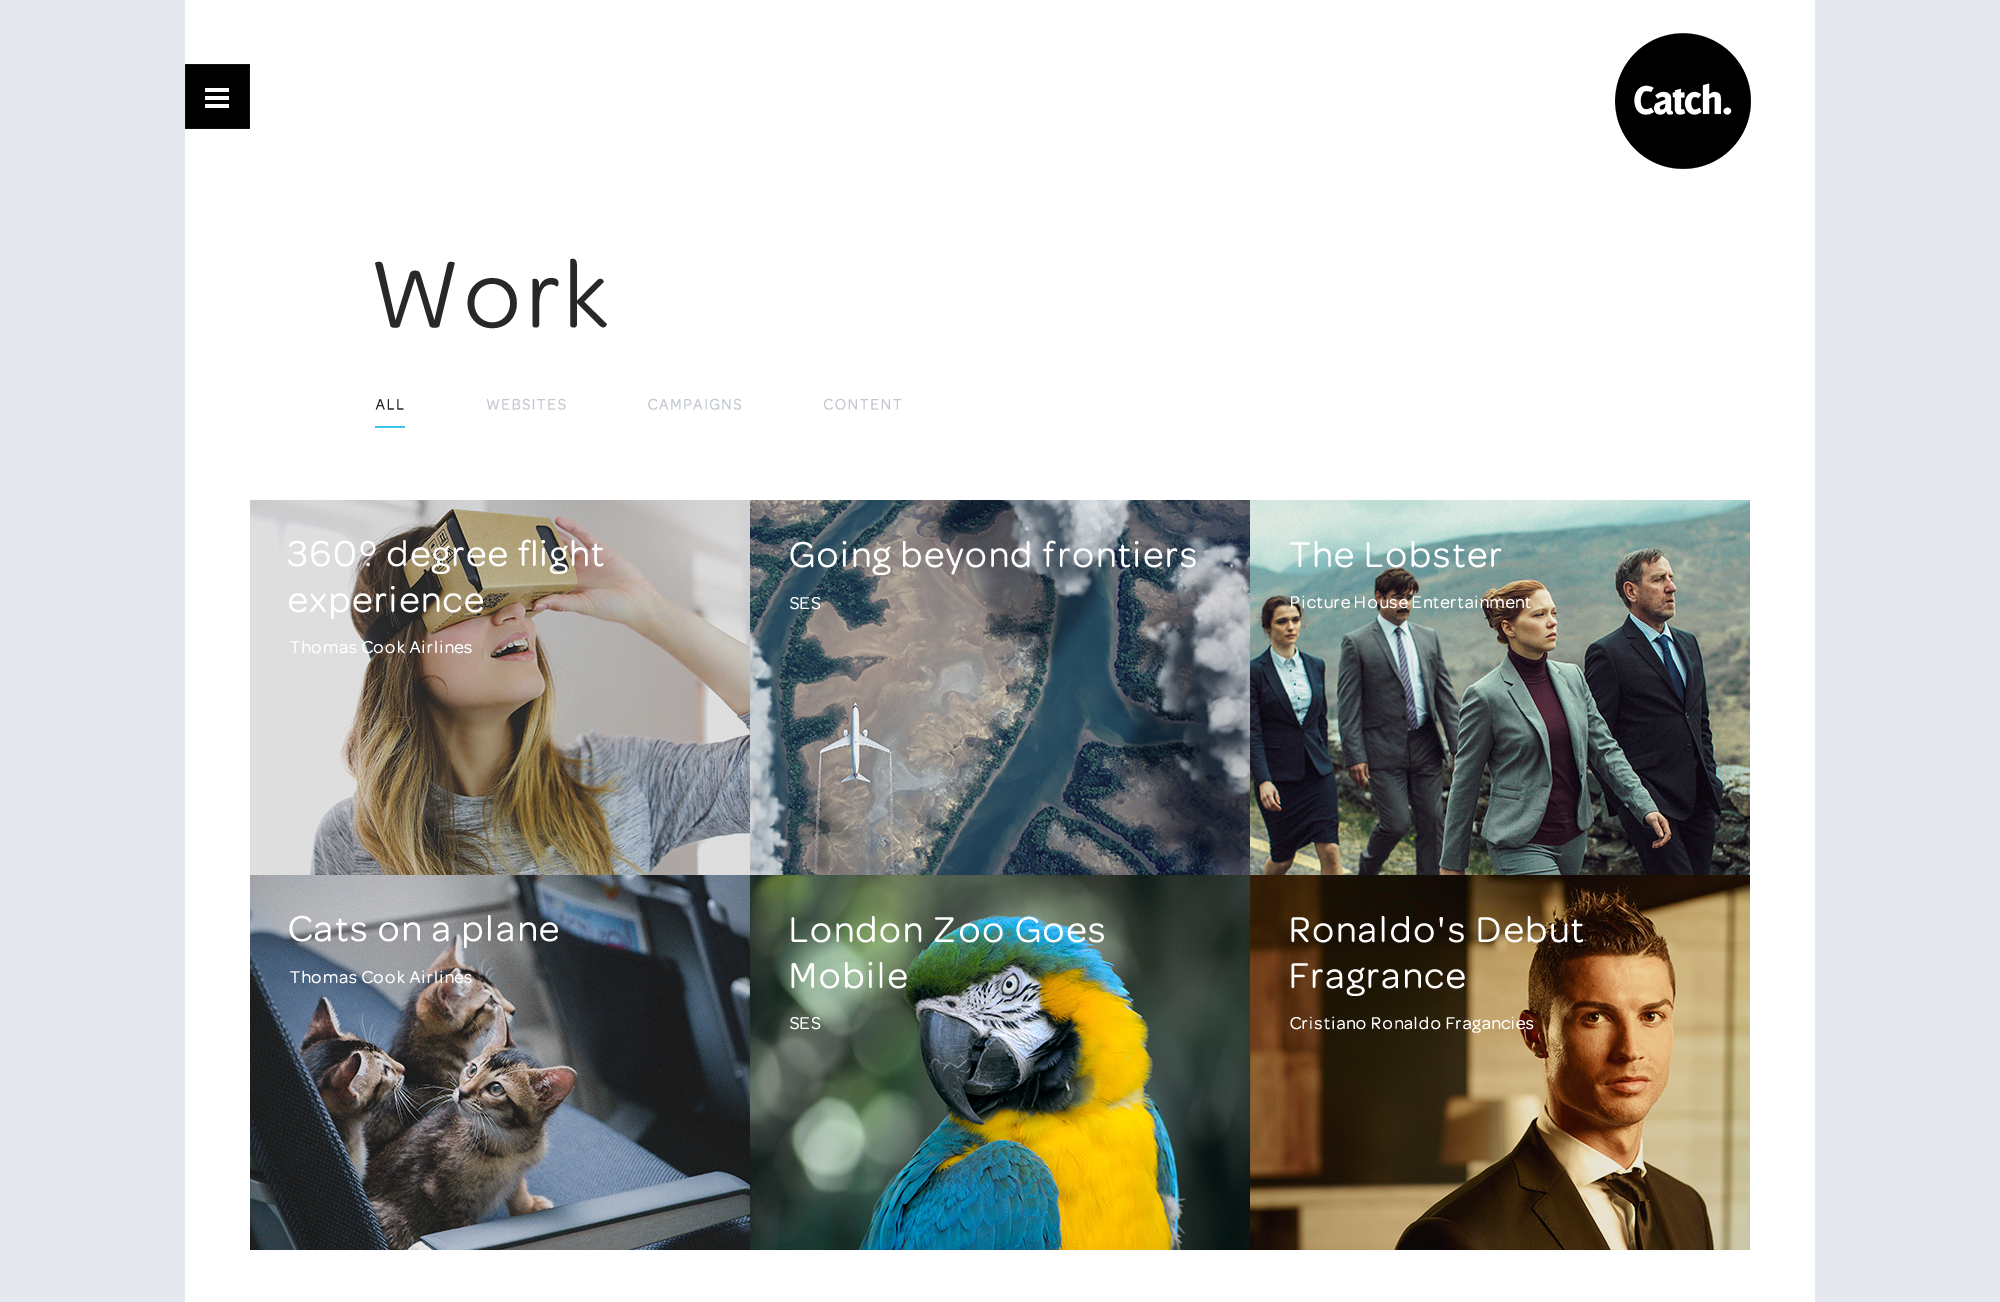 Catch.
Work
ALL
WEBSITES
CAMPAIGNS
CONTENT
360º degree flight
experience
Thomas Cook Airlines
Going beyond frontiers
SES
The Lobster
Picture House Entertainment
Cats on a plane
Thomas Cook Airlines
London Zoo Goes
Mobile
SES
Ronaldo's Debut
Fragrance
Cristiano Ronaldo Fragancies